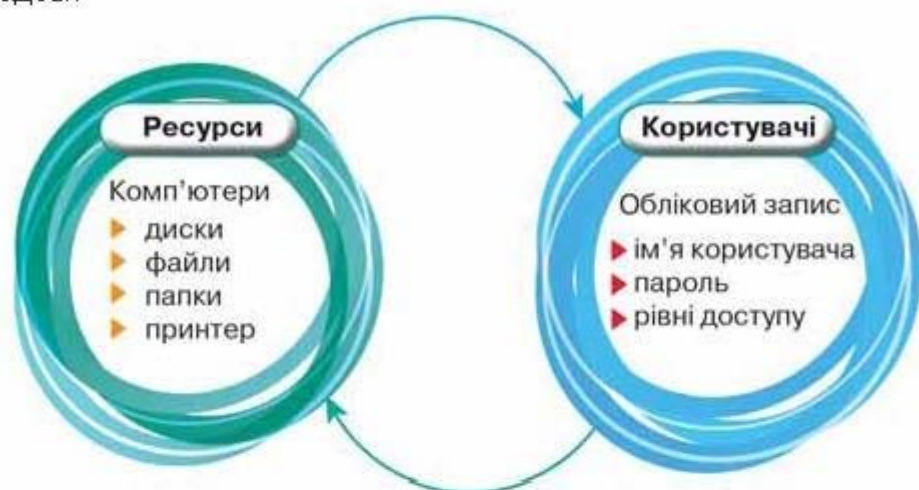 Ресурси
Комп'ютери
диски
файли
папки
принтер
Користувачі
Обліковий запис
ім'я користувача
пароль
рівні доступу